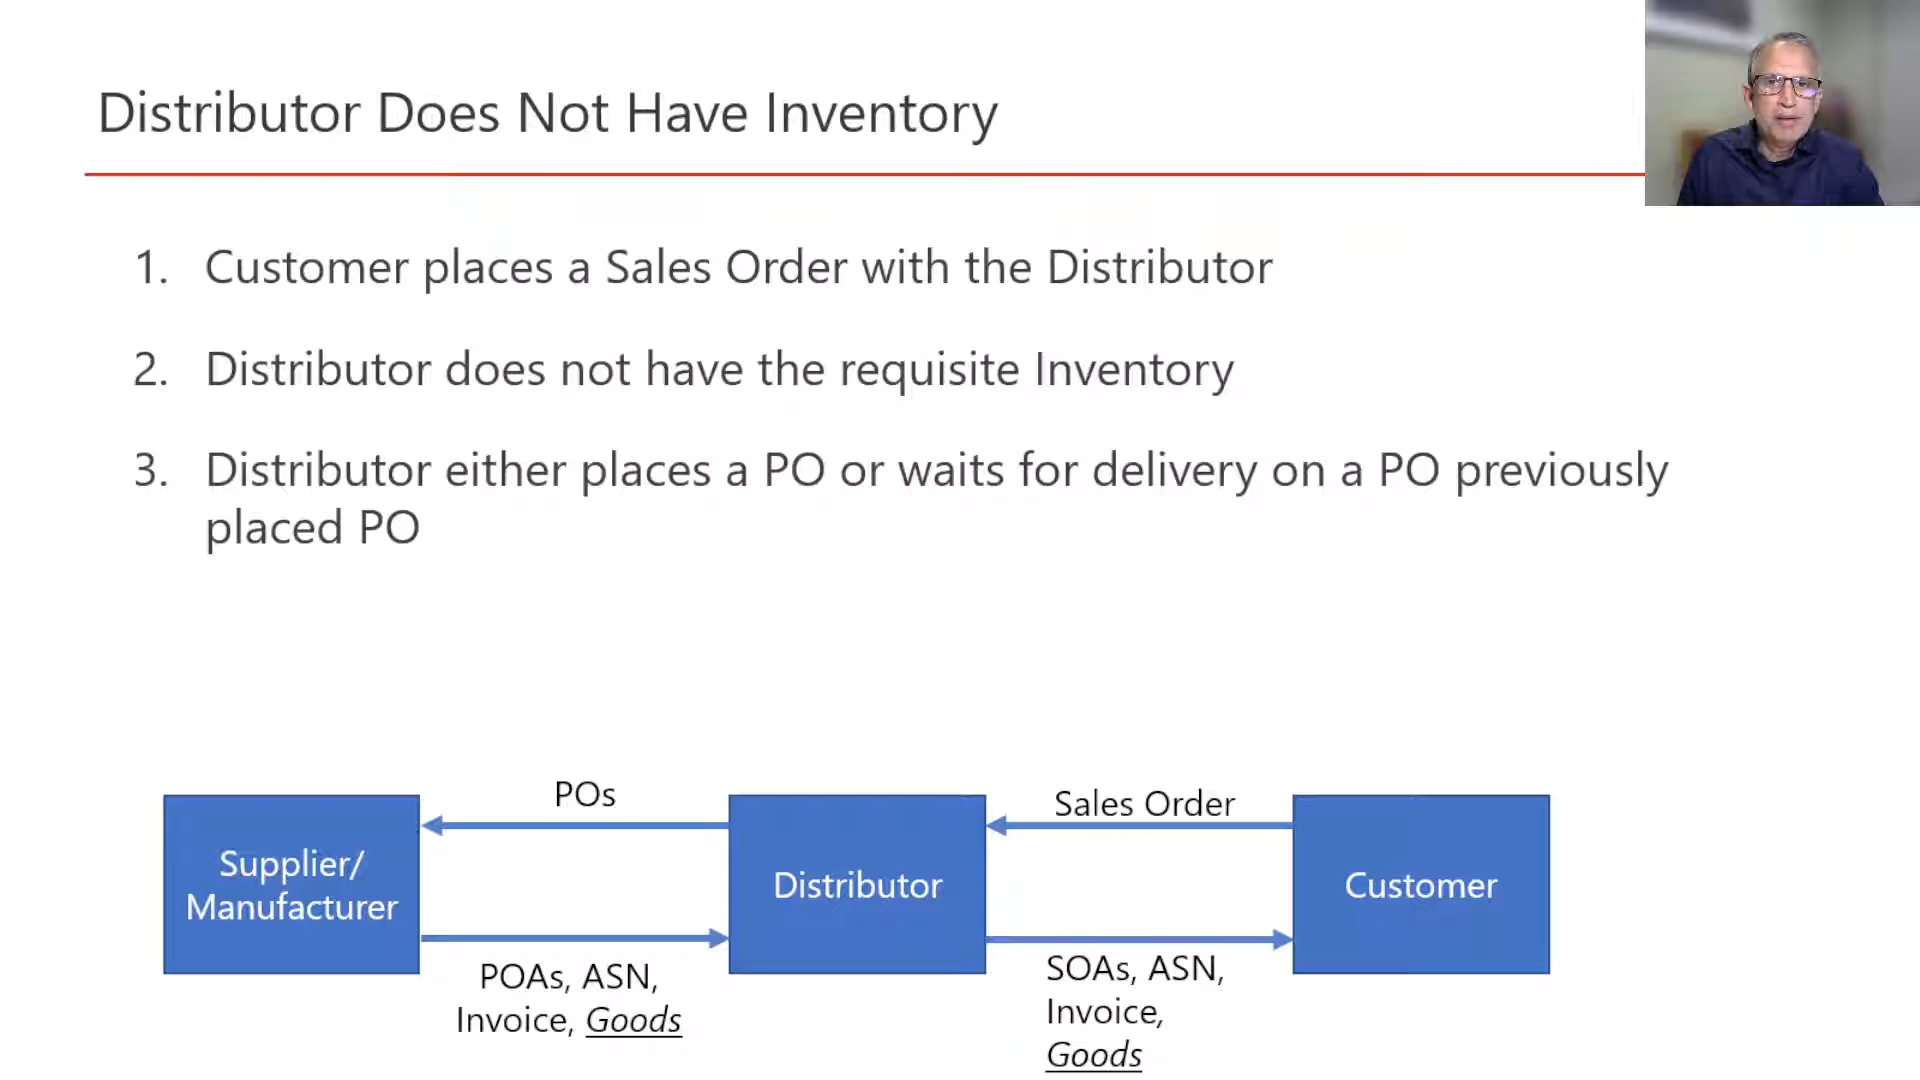 Distributor Does Not Have Inventory
1. Customer places a Sales Order with the Distributor
2. Distributor does not have the requisite Inventory
3. Distributor either places a PO or waits for delivery on a PO previously
placed PO
POs
Sales Order
Supplier/
Manufacturer
Distributor
Customer
POAs, ASN,
Invoice, Goods
SOAs, ASN,
Invoice,
Goods